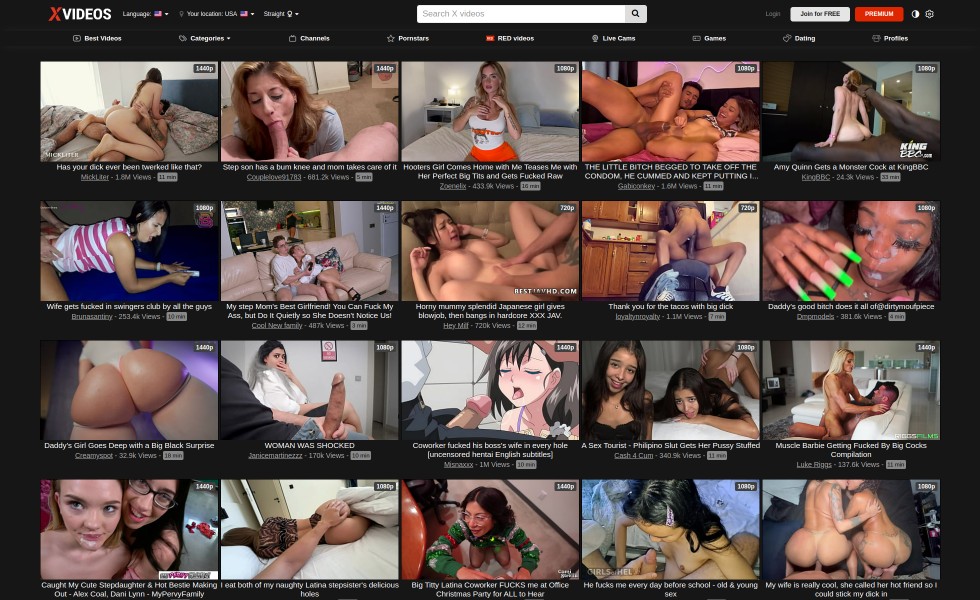 XVIDEOS
Language:
Your location: USA
Straight
Search X videos
Login
Join for FREE
PREMIUM
Best Videos
Categories
Channels
Pornstars
RED videos
Live Cams
Games
Dating
Profiles
1440p
MICKLITER
Has your dick ever been twerked like that?
MickLiter - 1.8M Views - 11 min
1440p
Step son has a bum knee and mom takes care of it
Couplelove91783 - 681.2k Views - 5 min
1080p
Hooters Girl Comes Home with Me Teases Me with
Her Perfect Big Tits and Gets Fucked Raw
Zoenelix - 433.9k Views - 16 min
1080p
THE LITTLE BITCH BEGGED TO TAKE OFF THE
CONDOM, HE CUMMED AND KEPT PUTTING I...
Gabiconkey - 1.6M Views - 11 min
1080p
KING
BBC.com
Amy Quinn Gets a Monster Cock at KingBBC
KingBBC - 24.3k Views - 33 min
1080p
Wife gets fucked in swingers club by all the guys
Brunasantiny - 253.4k Views - 10 min
1440p
My step Mom's Best Girlfriend! You Can Fuck My
Ass, but Do It Quietly so She Doesn't Notice Us!
Cool New family - 487k Views - 3 min
720p
BESTJAVHD.COM
Horny mummy splendid Japanese girl gives
blowjob, then bangs in hardcore XXX JAV.
Hey Milf - 720k Views - 12 min
720p
Thank you for the tacos with big dick
loyaltynroyalty - 1.1M Views - 7 min
1080p
Daddy's good bitch does it all of@dirtymoufpiece
Dmpmodels - 381.6k Views - 4 min
1440p
Daddy's Girl Goes Deep with a Big Black Surprise
Creamyspot - 32.9k Views - 18 min
1080p
WOMAN WAS SHOCKED
Janicemartinezzz - 170k Views - 10 min
1440p
Coworker fucked his boss's wife in every hole
[uncensored hentai English subtitles]
Misnaxxx - 1M Views - 10 min
1080p
A Sex Tourist - Philipino Slut Gets Her Pussy Stuffed
Cash 4 Cum - 340.9k Views - 11 min
1440p
RIGGSFILMS
Muscle Barbie Getting Fucked By Big Cocks
Compilation
Luke Riggs - 137.6k Views - 11 min
1440p
Caught My Cute Stepdaughter & Hot Bestie Making
Out - Alex Coal, Dani Lynn - MyPervyFamily
1080p
I eat both of my naughty Latina stepsister's delicious
holes
1440p
Big Titty Latina Coworker FUCKS me at Office
Christmas Party for ALL to Hear
1080p
He fucks me every day before school - old & young
sex
1080p
My wife is really cool, she called her hot friend so I
could stick my dick in